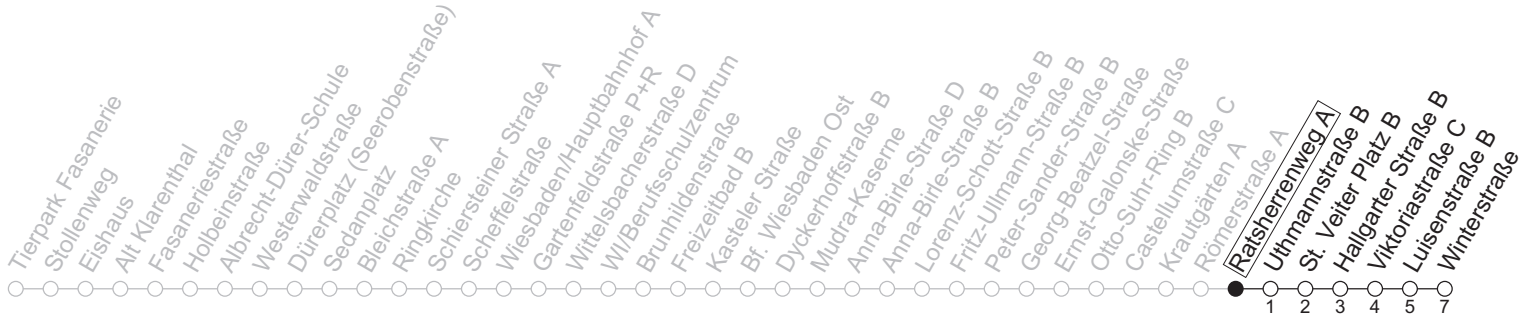 Tierpark Fasanerie
Stollenweg
Eishaus
Alt Klarenthal
Fasaneriestraße
Holbeinstraße
Albrecht-Dürer-Schule
Westerwaldstraße
Dürerplatz (Seerobenstraße)
Sedanplatz
Bleichstraße A
Ringkirche
Schiersteiner Straße A
Scheffelstraße
Wiesbaden/Hauptbahnhof A
Gartenfeldstraße P+R
Wittelsbacherstraße D
WI/Berufsschulzentrum
Brunhildenstraße
Freizeitbad B
Kasteler Straße
Bf. Wiesbaden Ost
Dyckerhoffstraße B
Mudra-Kaserne
Anna-Birle-Straße D
Anna-Birle-Straße B
Lorenz-Schott-Straße B
Fritz-Ullmann-Straße B
Peter-Sander-Straße B
Georg-Beatzel-Straße
Ernst-Galonske-Straße
Otto-Suhr-Ring B
Castellumstraße C
Krautgärten A
Römerstraße A
Ratsherrenweg A
Uthmannstraße B
St. Veiter Platz B
Hallgarter Straße B
Viktoriastraße C
Luisenstraße B
Winterstraße
1 2 3 4 5 7